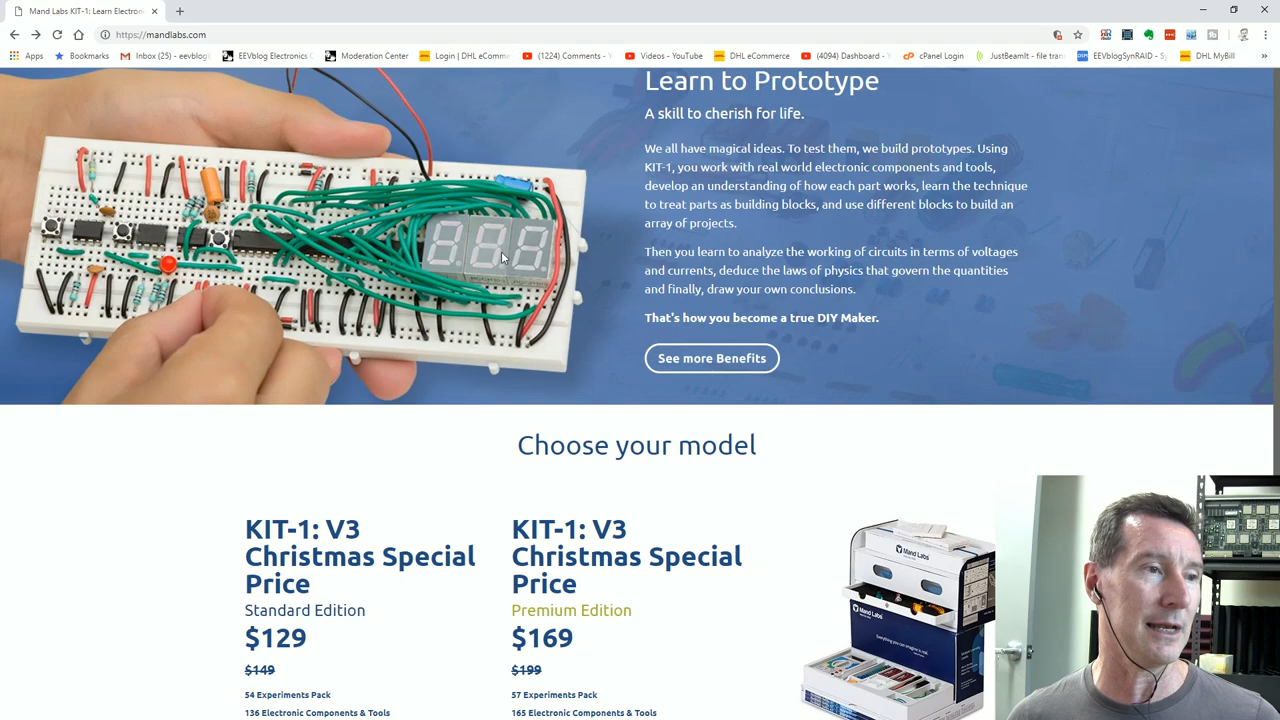 Mand Labs KIT-1: Learn Electron
https://mandlabs.com
Apps
Bookmarks
Inbox (25) - eevblog
EEVblog Electronics C
Moderation Center
Login | DHL eComme
(1224) Comments - Y
Videos - YouTube
DHL eCommerce
(4094) Dashboard - Y
cPanel Login
JustBeamIt - file tran
EEVblogSynRAID - Sy
DHL MyBill
Learn to Prototype
A skill to cherish for life.
We all have magical ideas. To test them, we build prototypes. Using
KIT-1, you work with real world electronic components and tools,
develop an understanding of how each part works, learn the technique
to treat parts as building blocks, and use different blocks to build an
array of projects.
Then you learn to analyze the working of circuits in terms of voltages
and currents, deduce the laws of physics that govern the quantities
and finally, draw your own conclusions.
That's how you become a true DIY Maker.
See more Benefits
Choose your model
KIT-1: V3
Christmas Special
Price
Standard Edition
$129
$149
54 Experiments Pack
136 Electronic Components & Tools
KIT-1: V3
Christmas Special
Price
Premium Edition
$169
$199
57 Experiments Pack
165 Electronic Components & Tools
Mand Labs
Mand Labs
Everything you can imagine is real.